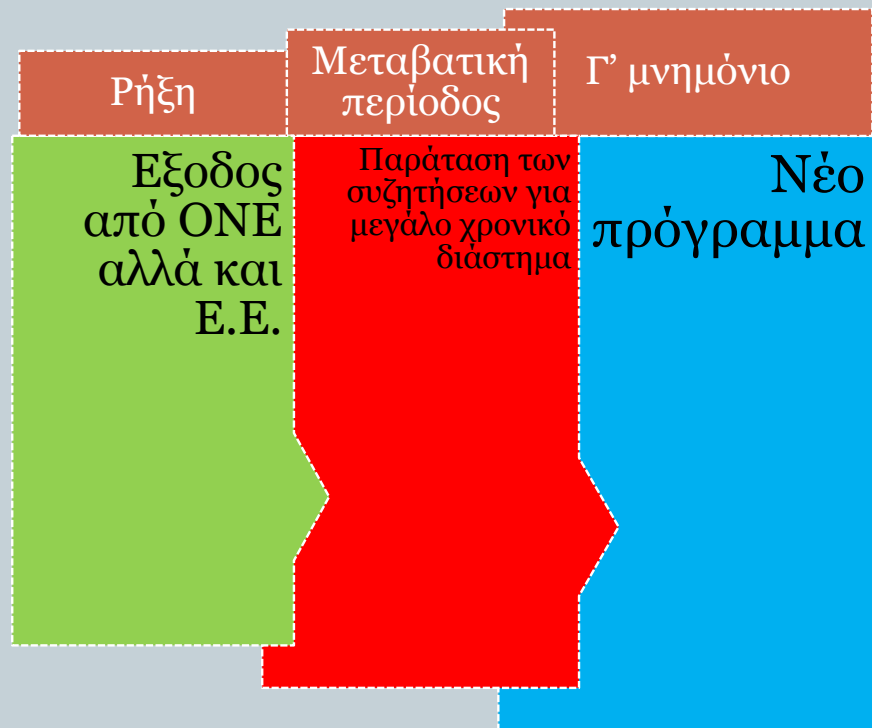 Ρήξη
Μεταβατική
περίοδος
Γ’ μνημόνιο
Εξοδος
από ΟΝΕ
αλλά και
Ε.Ε.
Παράταση των
συζητήσεων για
μεγάλο χρονικό
διάστημα
Νέο
πρόγραμμα